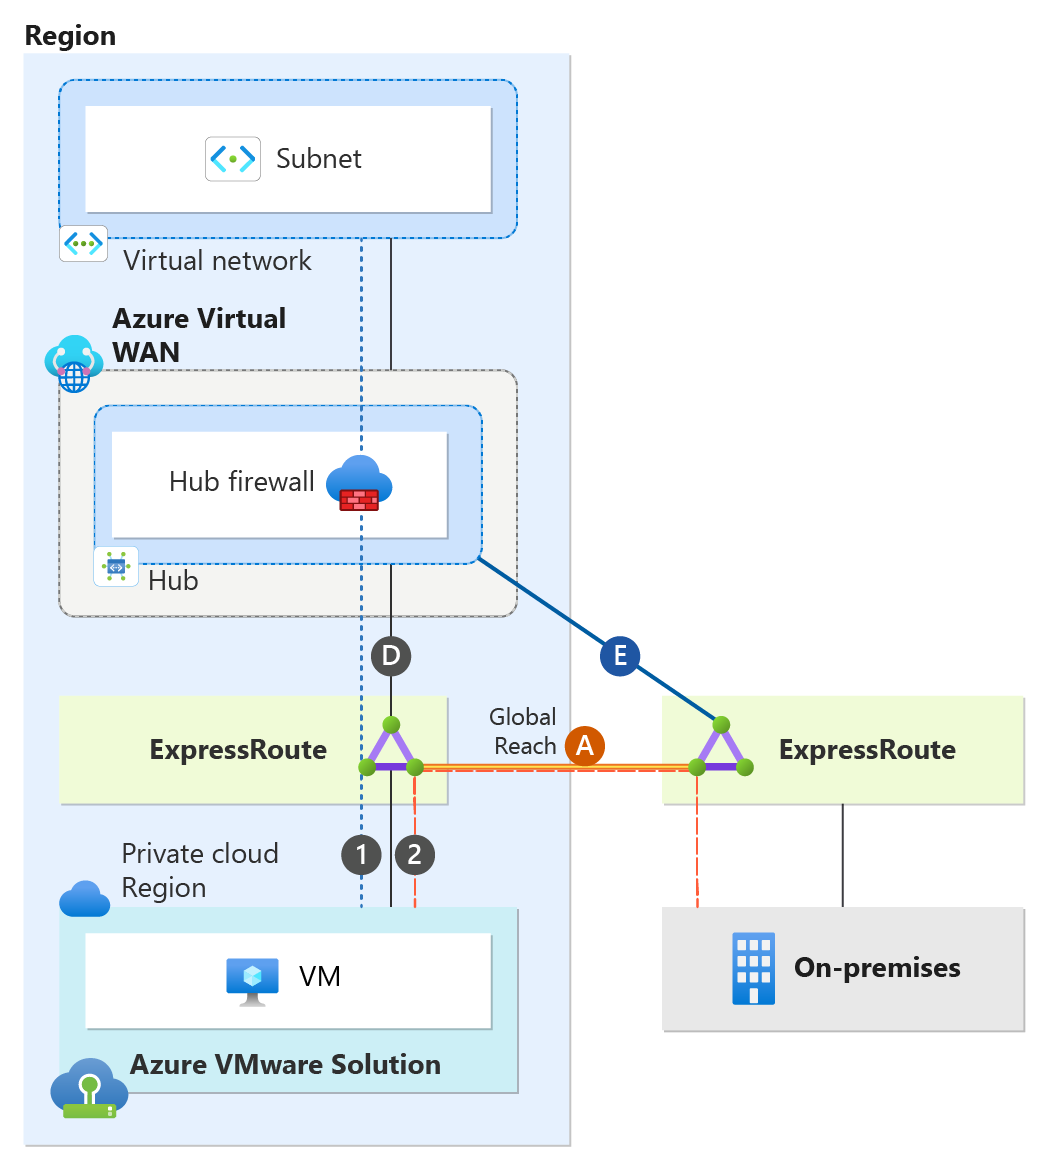 Region
Subnet
Virtual network
Azure Virtual
WAN
Hub firewall
Hub
D
E
Global
Reach
A
ExpressRoute
ExpressRoute
Private cloud
Region
1
2
VM
On-premises
Azure VMware Solution